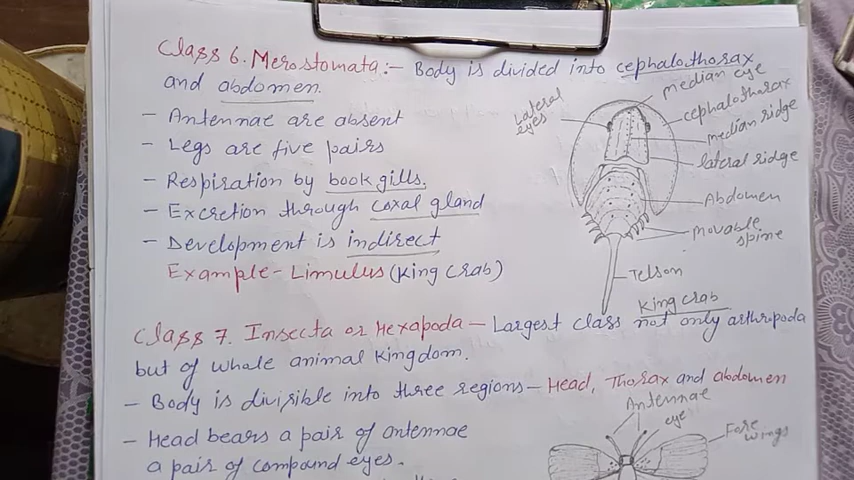 Class 6. Merostomata:- Body is divided into cephalothorax
and abdomen.
- Antennae are absent
- Legs are five pairs
- Respiration by book gills.
- Excretion through coxal gland
- Development is indirect
Example - Limulus (King Crab)
Lateral
eyes
median eye
cephalothorax
median ridge
lateral ridge
Abdomen
movable
spine
Telson
King crab
Class 7. Insecta or Hexapoda - Largest class not only arthropoda
but of whole animal kingdom.
- Body is divisible into three regions - Head, Thorax and abdomen
- Head bears a pair of antennae
a pair of compound eyes.
Antennae
eye
Fore
wings